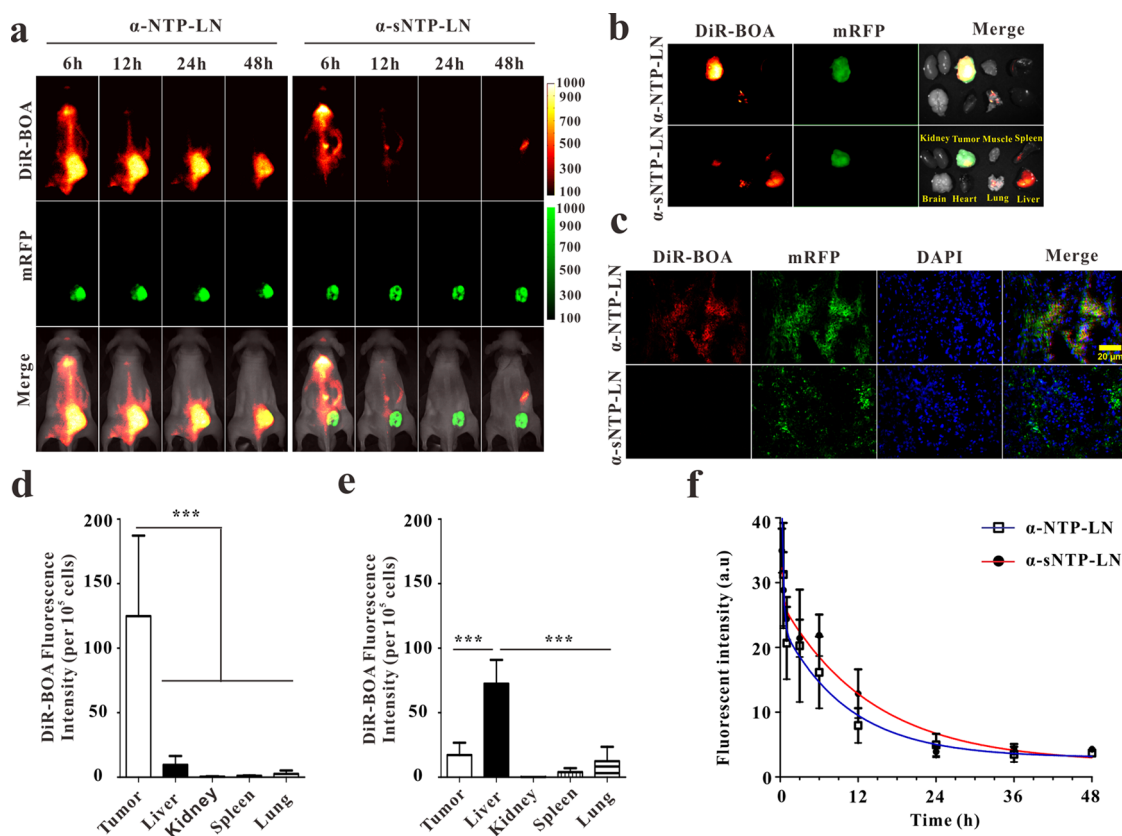 a
α-NTP-LN
α-sNTP-LN
6h 12h 24h 48h
6h 12h 24h 48h
DiR-BOA
1000
900
700
500
300
100
mRFP
1000
900
700
500
300
100
Merge
b
DiR-BOA mRFP Merge
α-NTP-LN
α-sNTP-LN
Kidney Tumor Muscle Spleen
Brain Heart Lung Liver
c
DiR-BOA mRFP DAPI Merge
α-NTP-LN
20 μm
α-sNTP-LN
d
DiR-BOA Fluorescence
Intensity (per 10⁵ cells)
200
150
100
50
0
***
Tumor Liver Kidney Spleen Lung
e
DiR-BOA Fluorescence
Intensity (per 10⁵ cells)
200
150
100
50
0
*** ***
Tumor Liver Kidney Spleen Lung
f
Fluorescent intensity (a.u)
40
30
20
10
0
0 12 24 36 48
Time (h)
α-NTP-LN
α-sNTP-LN